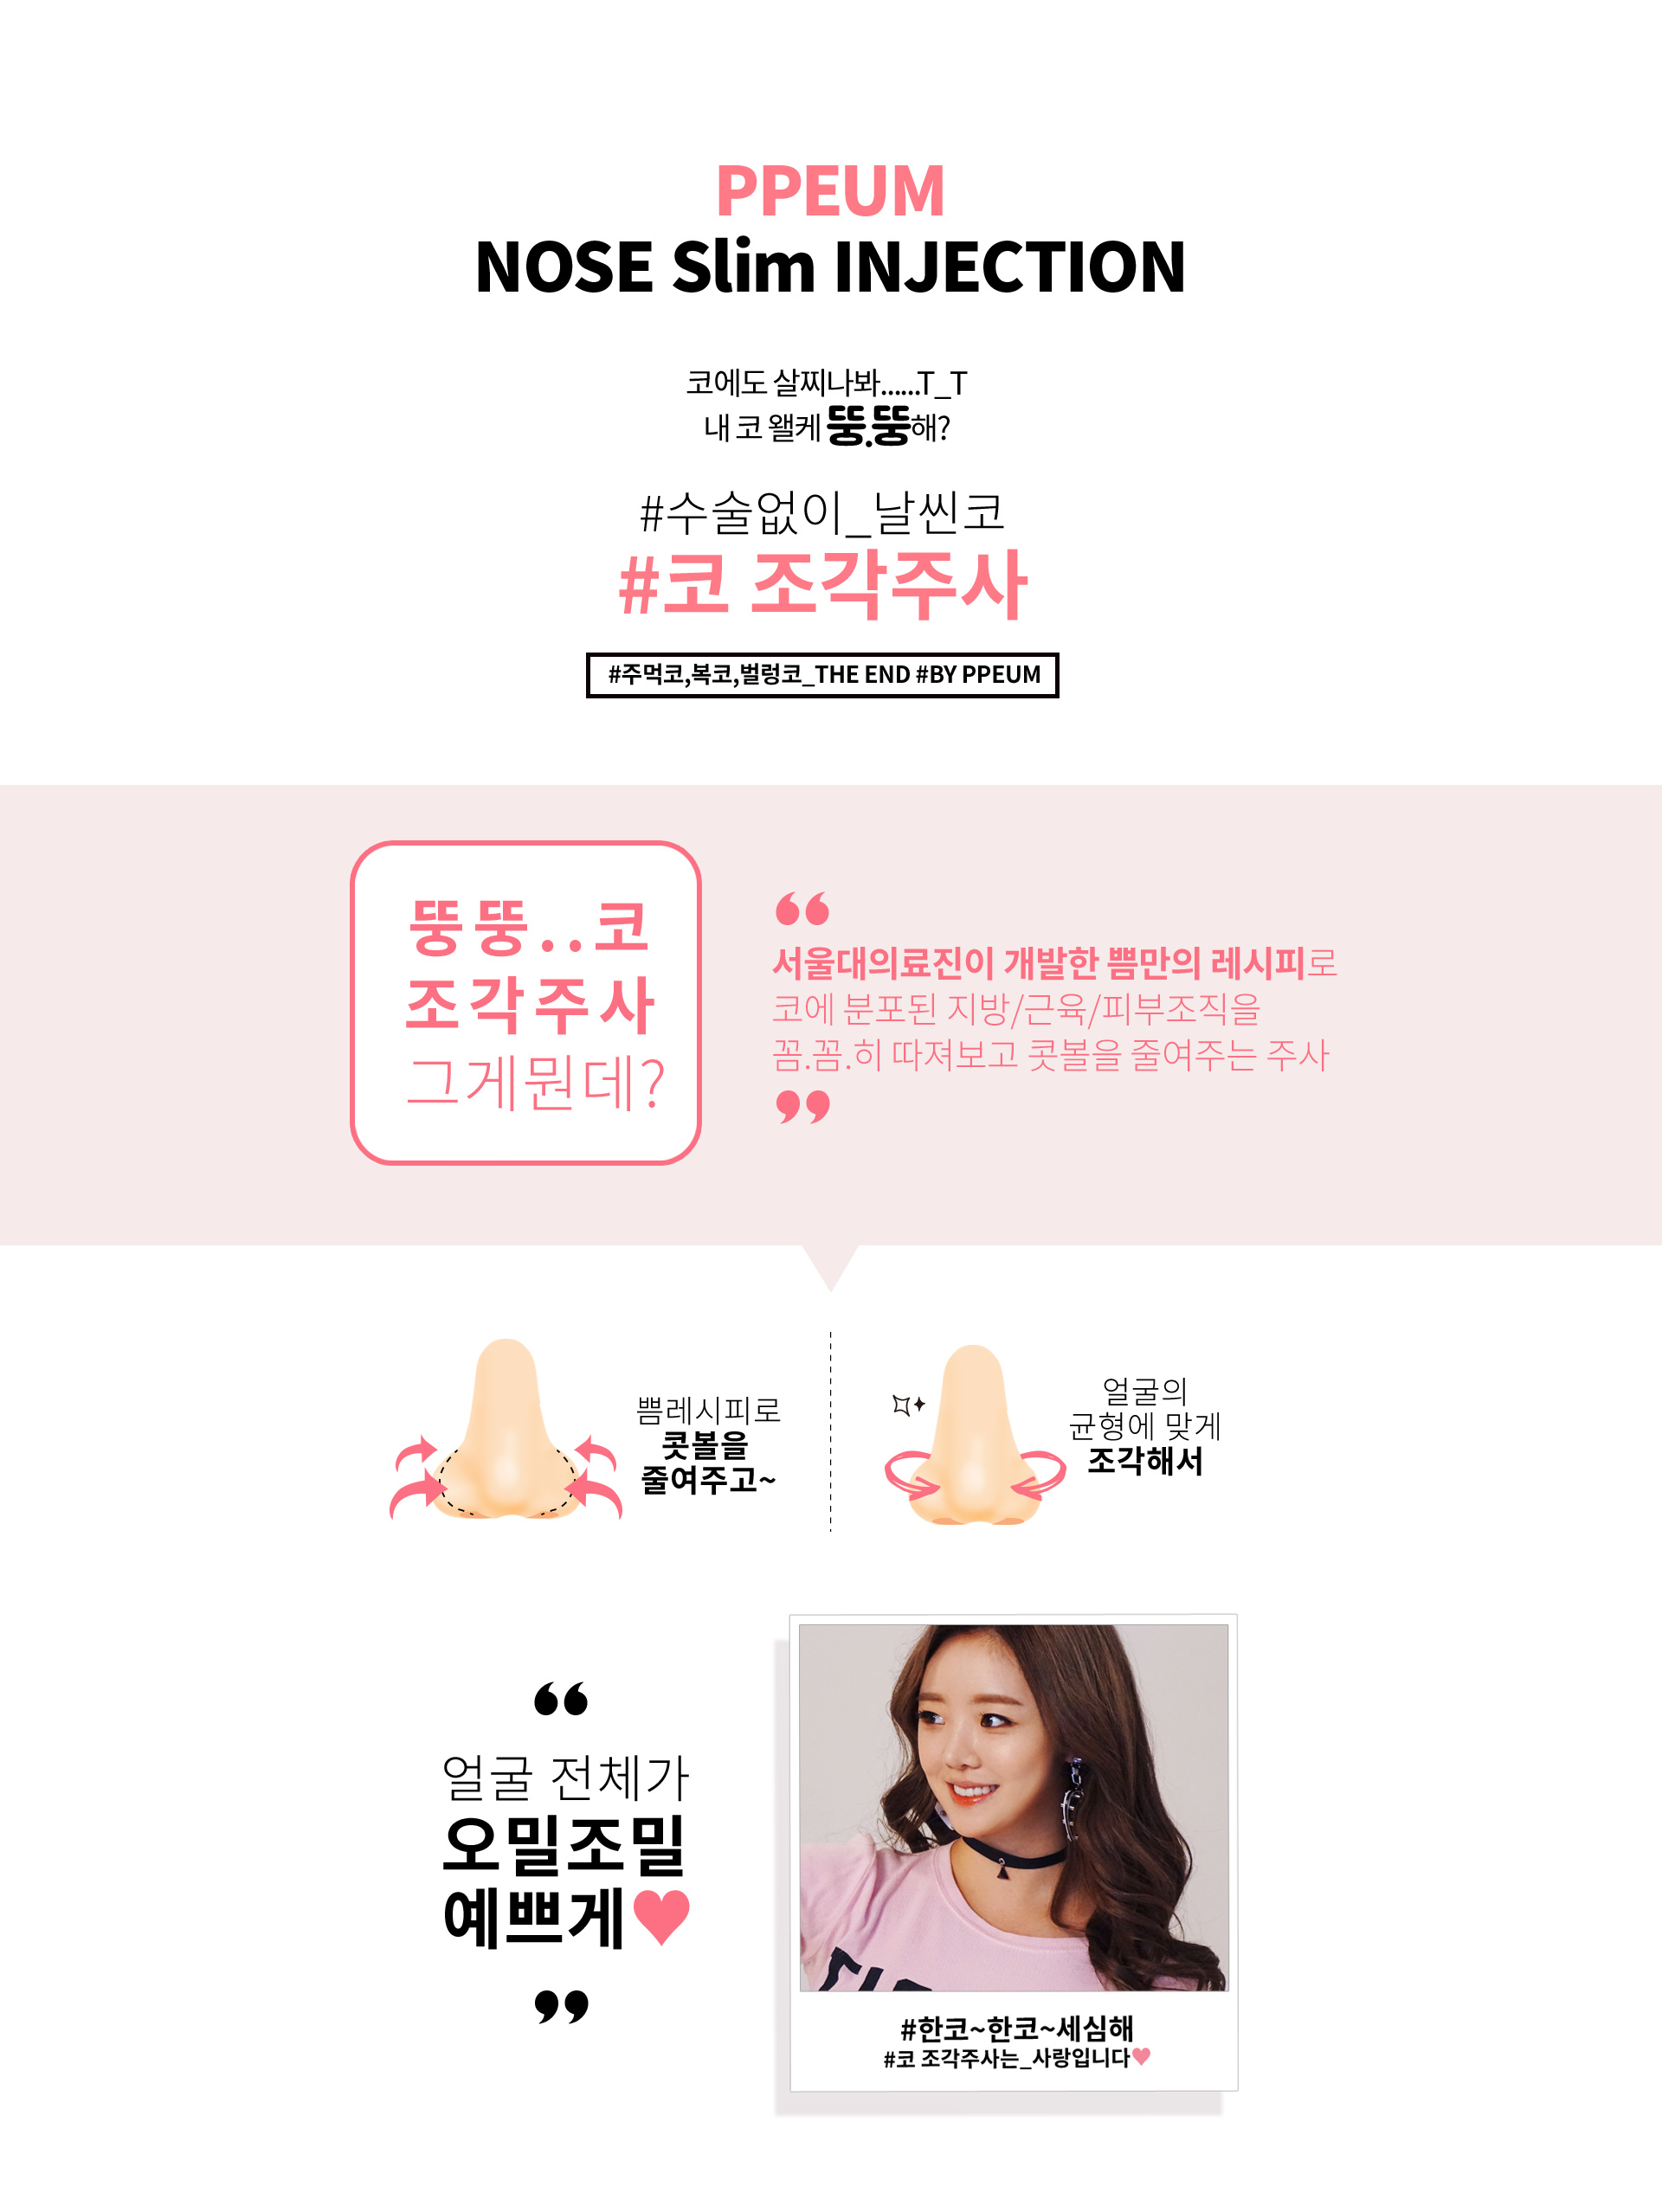 PPEUM
NOSE Slim INJECTION
코에도 살찌나봐......T_T
내 코 왤케 뚱.뚱해?
#수술없이_날씬코
#코 조각주사
#주먹코,복코,벌렁코_THE END #BY PPEUM
뚱뚱..코
조각주사
그게뭔데?
“
서울대의료진이 개발한 쁨만의 레시피로
코에 분포된 지방/근육/피부조직을
꼼.꼼.히 따져보고 콧볼을 줄여주는 주사
”
쁨레시피로
콧볼을
줄여주고~
얼굴의
균형에 맞게
조각해서
“
얼굴 전체가
오밀조밀
예쁘게♥
”
#한코~한코~세심해
#코 조각주사는_사랑입니다♥